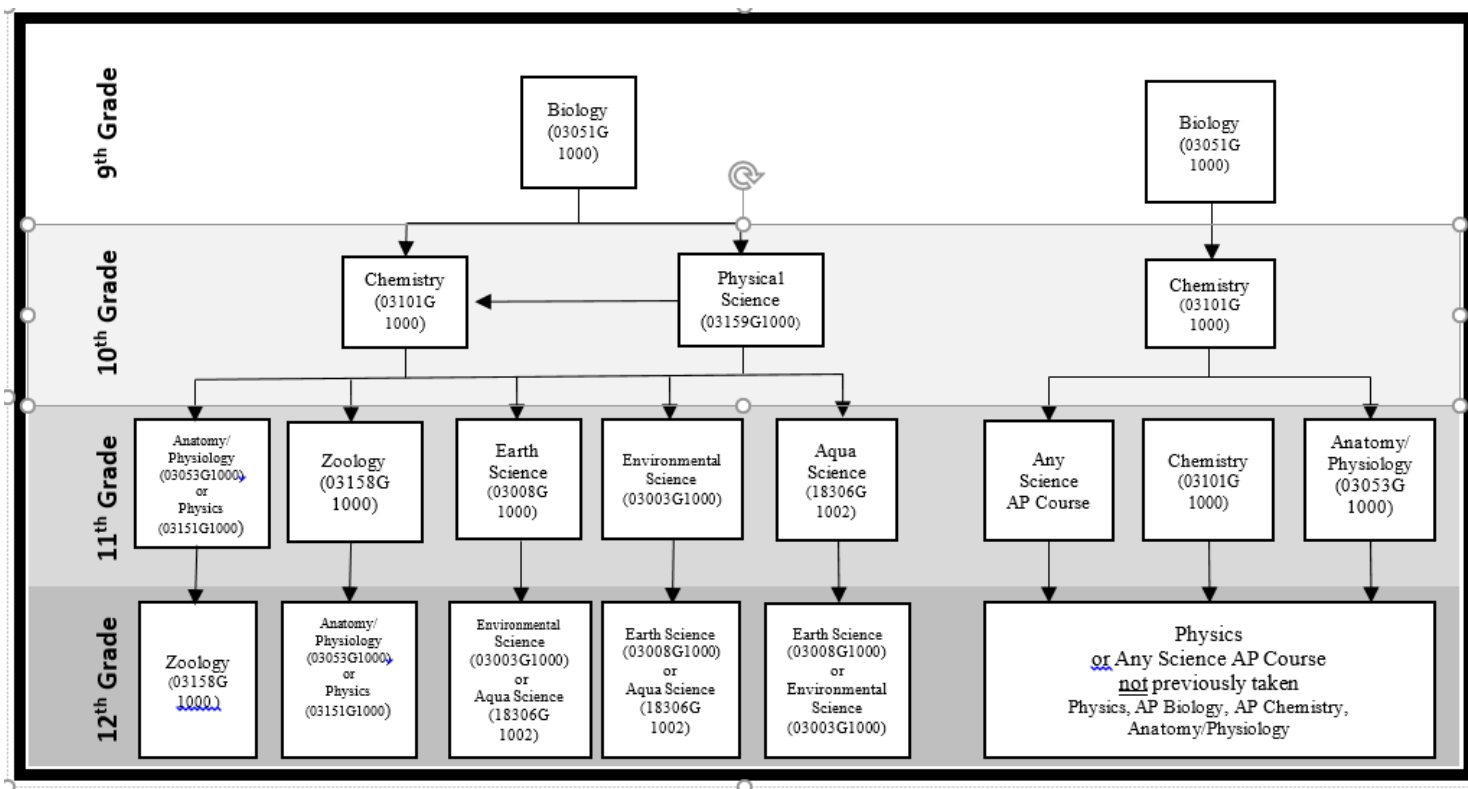 9th Grade
Biology
(03051G
1000)
Biology
(03051G
1000)
10th Grade
Chemistry
(03101G
1000)
Physical
Science
(03159G1000)
Chemistry
(03101G
1000)
11th Grade
Anatomy/
Physiology
(03053G1000)
or
Physics
(03151G1000)
Zoology
(03158G
1000)
Earth
Science
(03008G
1000)
Environmental
Science
(03003G1000)
Aqua
Science
(18306G
1002)
Any
Science
AP Course
Chemistry
(03101G
1000)
Anatomy/
Physiology
(03053G
1000)
12th Grade
Zoology
(03158G
1000)
Anatomy/
Physiology
(03053G1000)
or
Physics
(03151G1000)
Environmental
Science
(03003G1000)
or
Aqua Science
(18306G
1002)
Earth Science
(03008G1000)
or
Aqua Science
(18306G
1002)
Earth Science
(03008G1000)
or
Environmental
Science
(03003G1000)
Physics
or Any Science AP Course
not previously taken
Physics, AP Biology, AP Chemistry,
Anatomy/Physiology